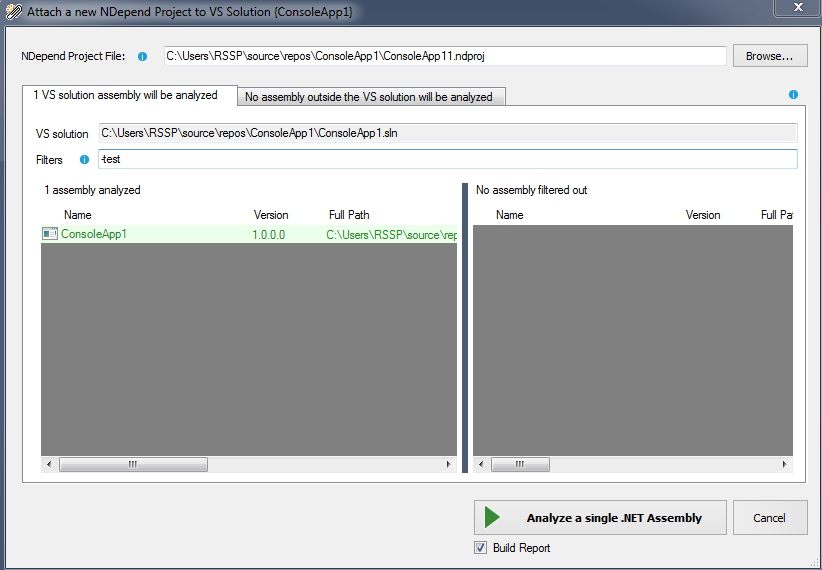 Attach a new NDepend Project to VS Solution {ConsoleApp1}
NDepend Project File: C:\Users\RSSP\source\repos\ConsoleApp1\ConsoleApp11.ndproj Browse...
1 VS solution assembly will be analyzed No assembly outside the VS solution will be analyzed
VS solution C:\Users\RSSP\source\repos\ConsoleApp1\ConsoleApp1.sln
Filters -test
1 assembly analyzed No assembly filtered out
Name Version Full Path Name Version Full Pat
ConsoleApp1 1.0.0.0 C:\Users\RSSP\source\rep
Analyze a single .NET Assembly Cancel
Build Report